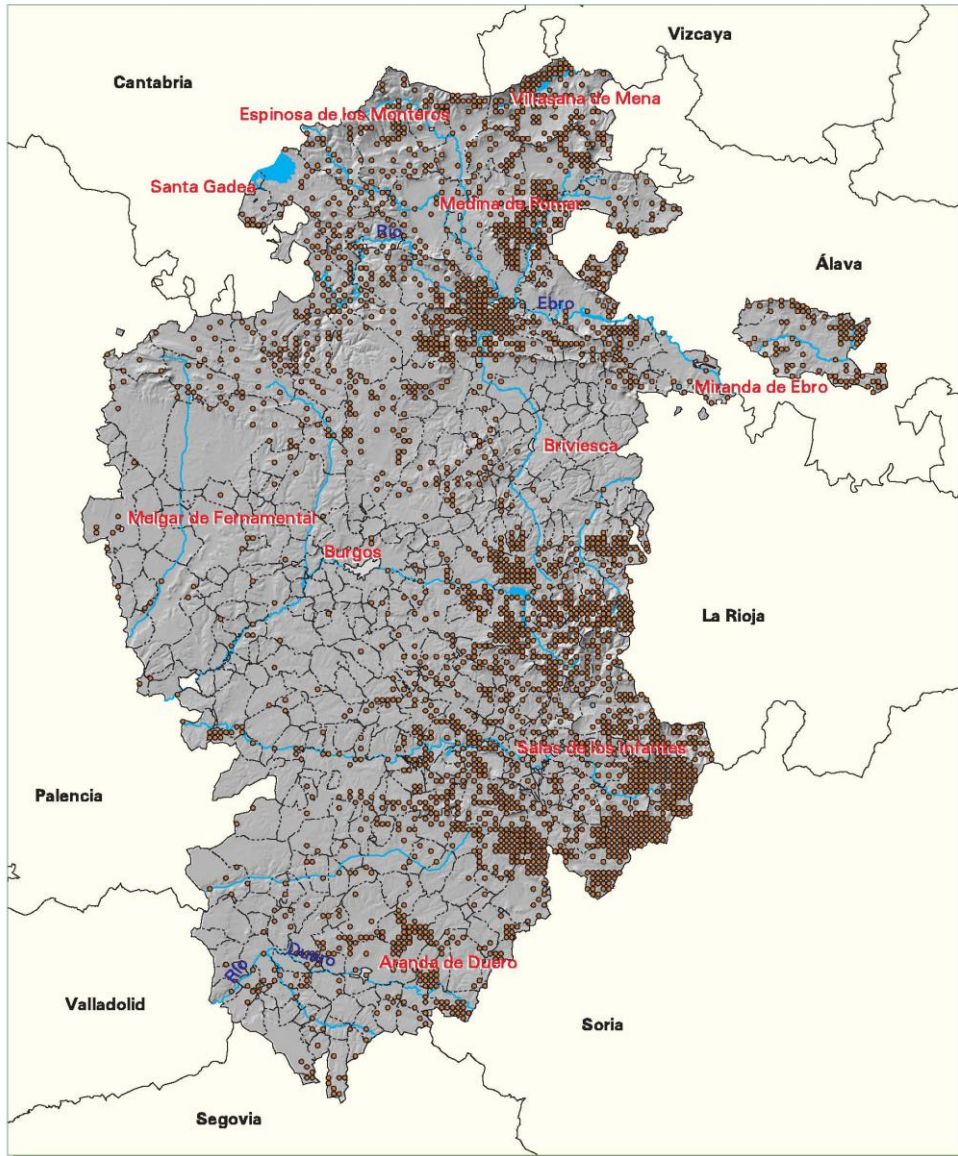 Vizcaya
Cantabria
Villasana de Mena
Espinosa de los Monteros
Santa Gadea
Medina de Pomar
Río
Álava
Ebro
Miranda de Ebro
Briviesca
Melgar de Fernamental
Burgos
La Rioja
Salas de los Infantes
Palencia
Duero
Aranda de Duero
Río
Valladolid
Soria
Segovia